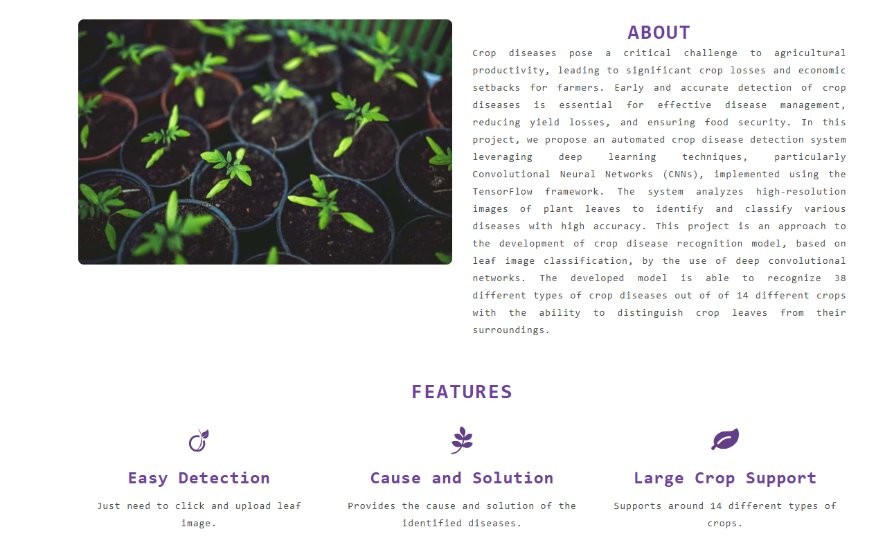 ABOUT
Crop diseases pose a critical challenge to agricultural
productivity, leading to significant crop losses and economic
setbacks for farmers. Early and accurate detection of crop
diseases is essential for effective disease management,
reducing yield losses, and ensuring food security. In this
project, we propose an automated crop disease detection system
leveraging deep learning techniques, particularly
Convolutional Neural Networks (CNNs), implemented using the
TensorFlow framework. The system analyzes high-resolution
images of plant leaves to identify and classify various
diseases with high accuracy. This project is an approach to
the development of crop disease recognition model, based on
leaf image classification, by the use of deep convolutional
networks. The developed model is able to recognize 38
different types of crop diseases out of of 14 different crops
with the ability to distinguish crop leaves from their
surroundings.
FEATURES
Easy Detection
Just need to click and upload leaf
image.
Cause and Solution
Provides the cause and solution of the
identified diseases.
Large Crop Support
Supports around 14 different types of
crops.